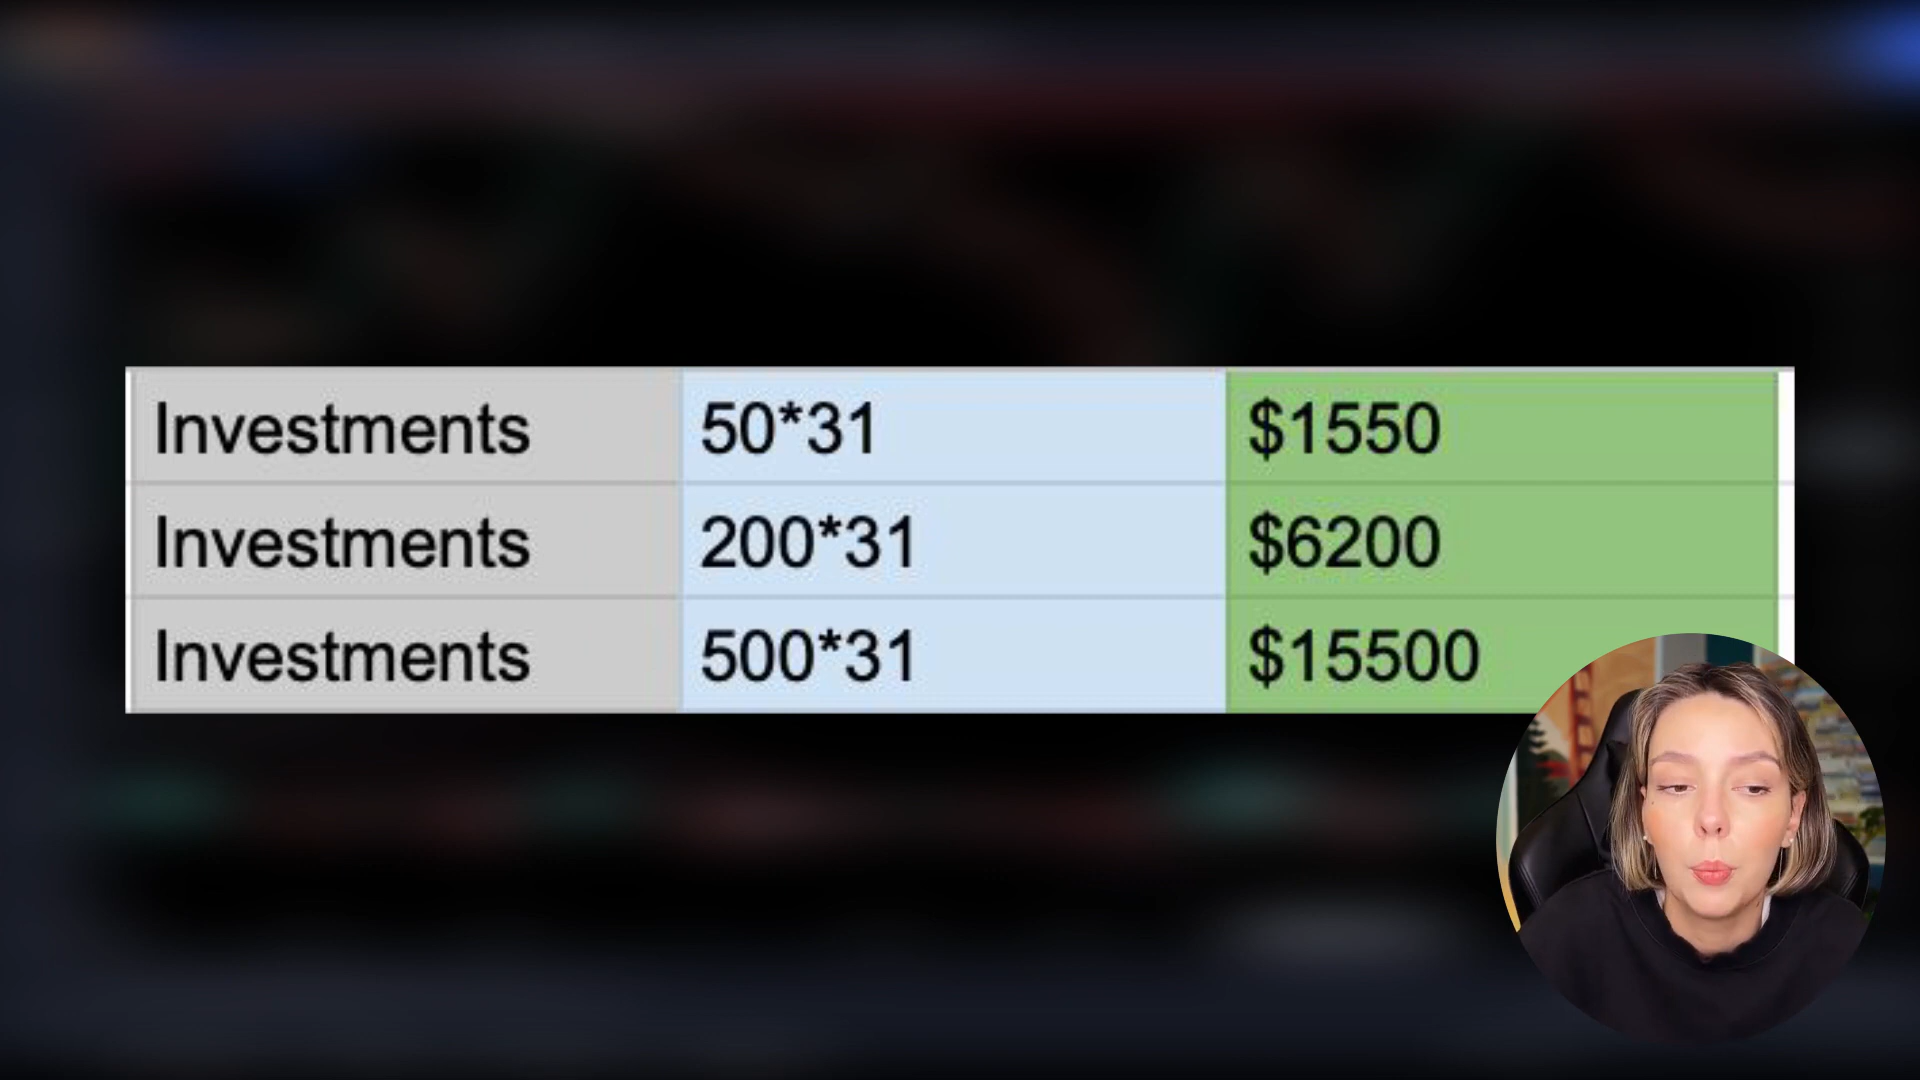 Investments 50*31 $1550
Investments 200*31 $6200
Investments 500*31 $15500